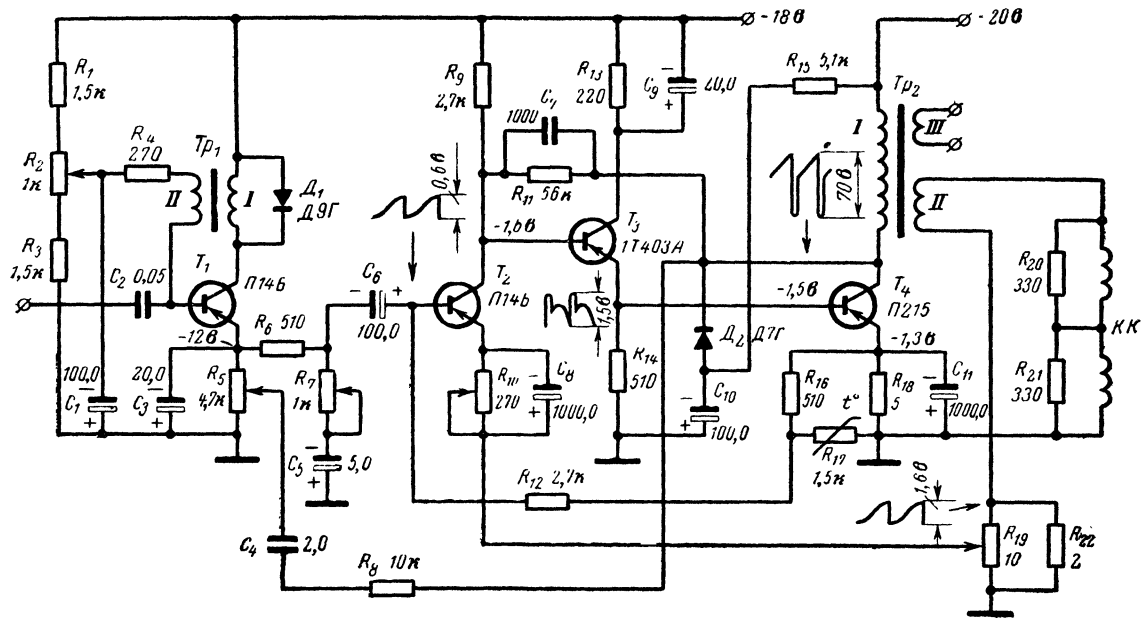 -18в
-20в
R1
1,5к
R2
1к
R3
1,5к
R4
270
Тр1
II
I
Д1
Д9Г
C2 0,05
T1
П14Б
-12в
100,0
C1
20,0
C3
R5
4,7к
R6 510
R7
1к
C5
5,0
C4
2,0
R8 10к
C6
100,0
R9
2,7к
0,6в
-1,6в
C7
1000
R11 56к
R13
220
C9
20,0
T2
П14Б
R10
270
C8
1000,0
T3
1Т403А
1,5в
R14
510
Д2 Д7Г
C10
100,0
R12 2,7к
R15 5,1к
Тр2
I
III
II
70в
-1,5в
T4
П215
-1,3в
R16
510
R18
5
C11
1000,0
t°
R17
1,5к
R20
330
R21
330
КК
1,6в
R19
10
R22
2